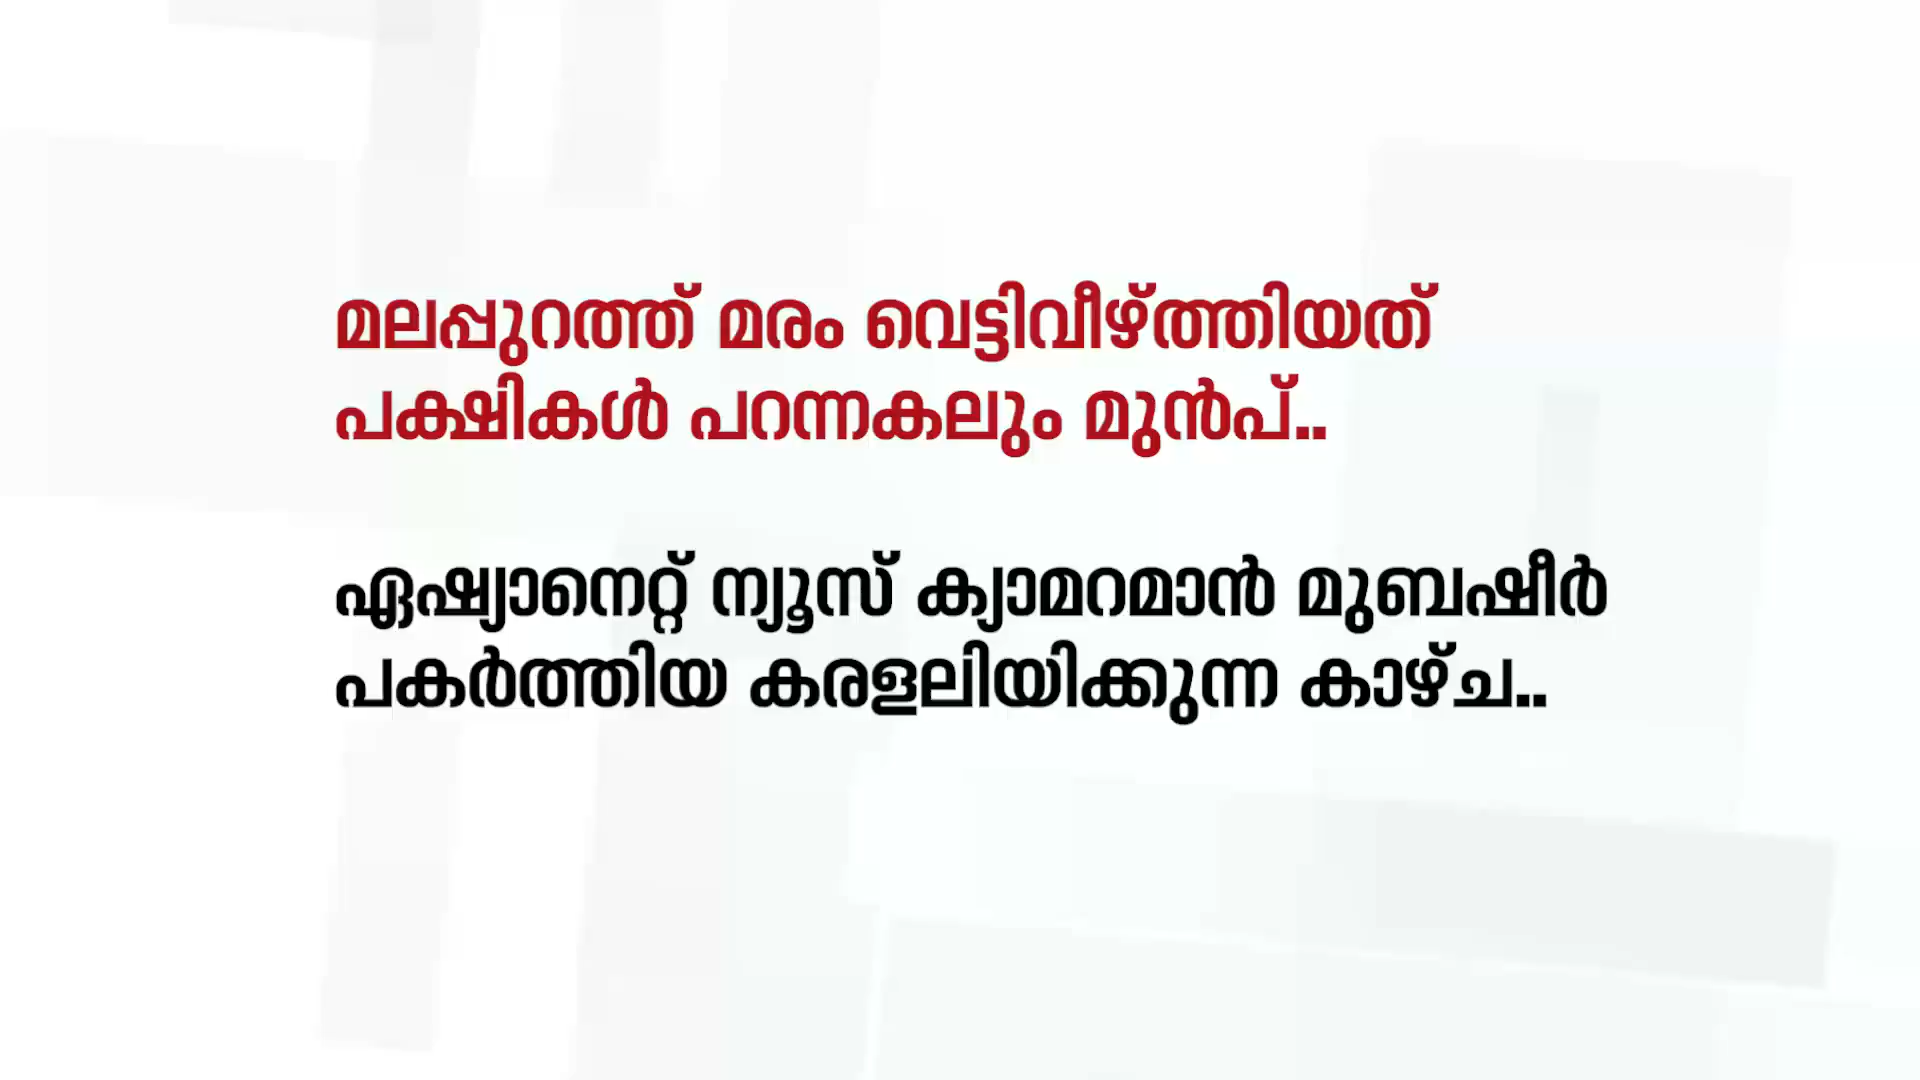 മലപ്പുറത്ത് മരം വെട്ടിവീഴ്ത്തിയത്
പക്ഷികൾ പറന്നകലും മുൻപ്..
ഏഷ്യാനെറ്റ് ന്യൂസ് ക്യാമറമാൻ മുബഷീർ
പകർത്തിയ കരളലിയിക്കുന്ന കാഴ്ച..